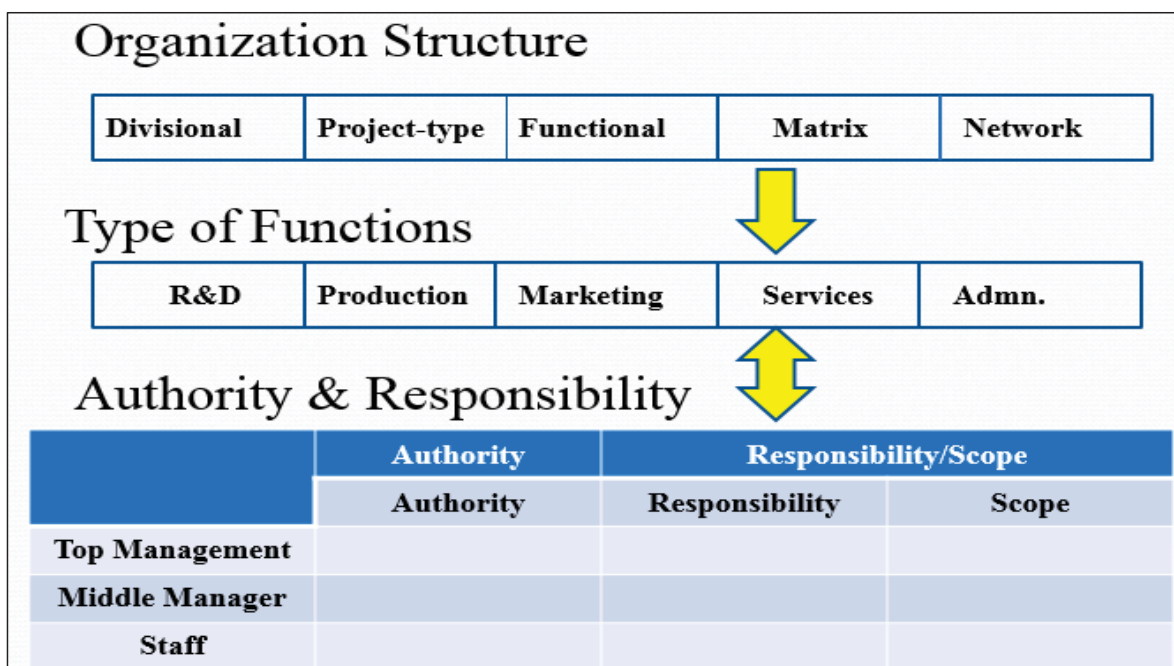 Organization Structure
Divisional Project-type Functional Matrix Network
Type of Functions
R&D Production Marketing Services Admn.
Authority & Responsibility
Authority Responsibility/Scope
Authority Responsibility Scope
Top Management
Middle Manager
Staff